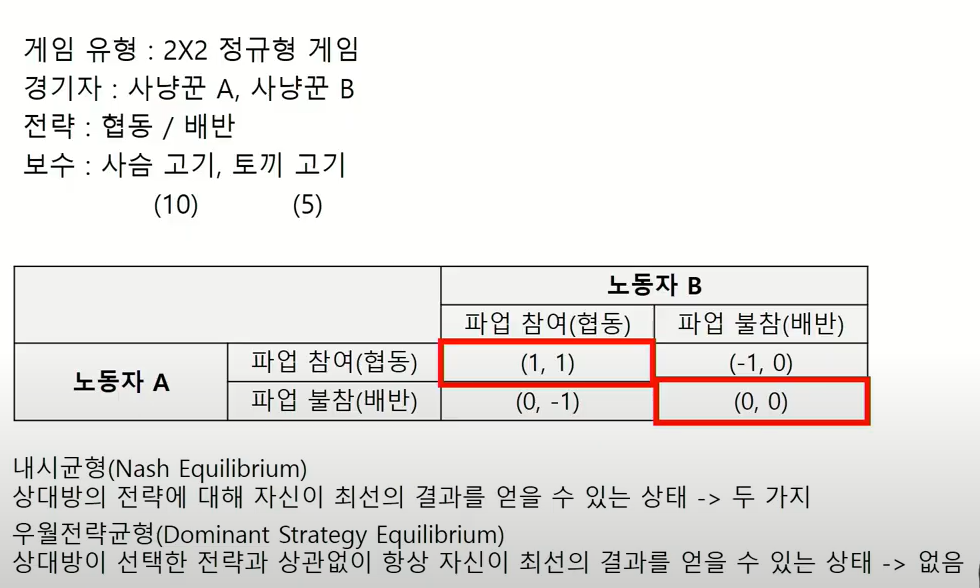 게임 유형 : 2X2 정규형 게임
경기자 : 사냥꾼 A, 사냥꾼 B
전략 : 협동 / 배반
보수 : 사슴 고기, 토끼 고기
(10) (5)
노동자 B
파업 참여(협동) 파업 불참(배반)
노동자 A 파업 참여(협동) (1, 1) (-1, 0)
파업 불참(배반) (0, -1) (0, 0)
내시균형(Nash Equilibrium)
상대방의 전략에 대해 자신이 최선의 결과를 얻을 수 있는 상태 -> 두 가지
우월전략균형(Dominant Strategy Equilibrium)
상대방이 선택한 전략과 상관없이 항상 자신이 최선의 결과를 얻을 수 있는 상태 -> 없음